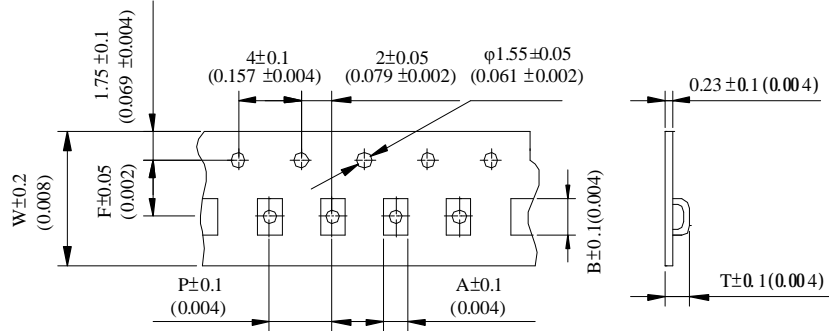 1.75 ±0.1
(0.069 ±0.004)
4±0.1
(0.157 ±0.004)
2±0.05
(0.079 ±0.002)
φ1.55±0.05
(0.061 ±0.002)
0.23 ±0.1(0.004)
W±0.2
(0.008)
F±0.05
(0.002)
B±0.1(0.004)
P±0.1
(0.004)
A±0.1
(0.004)
T±0.1(0.004)